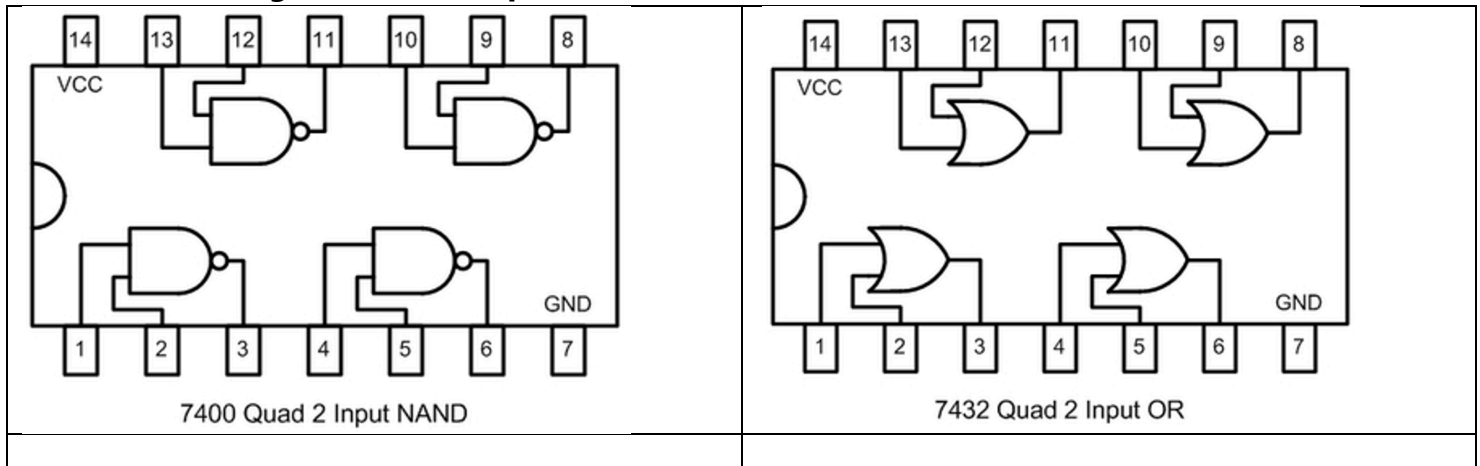 14 13 12 11 10 9 8
VCC
GND
1 2 3 4 5 6 7
7400 Quad 2 Input NAND
14 13 12 11 10 9 8
VCC
GND
1 2 3 4 5 6 7
7432 Quad 2 Input OR